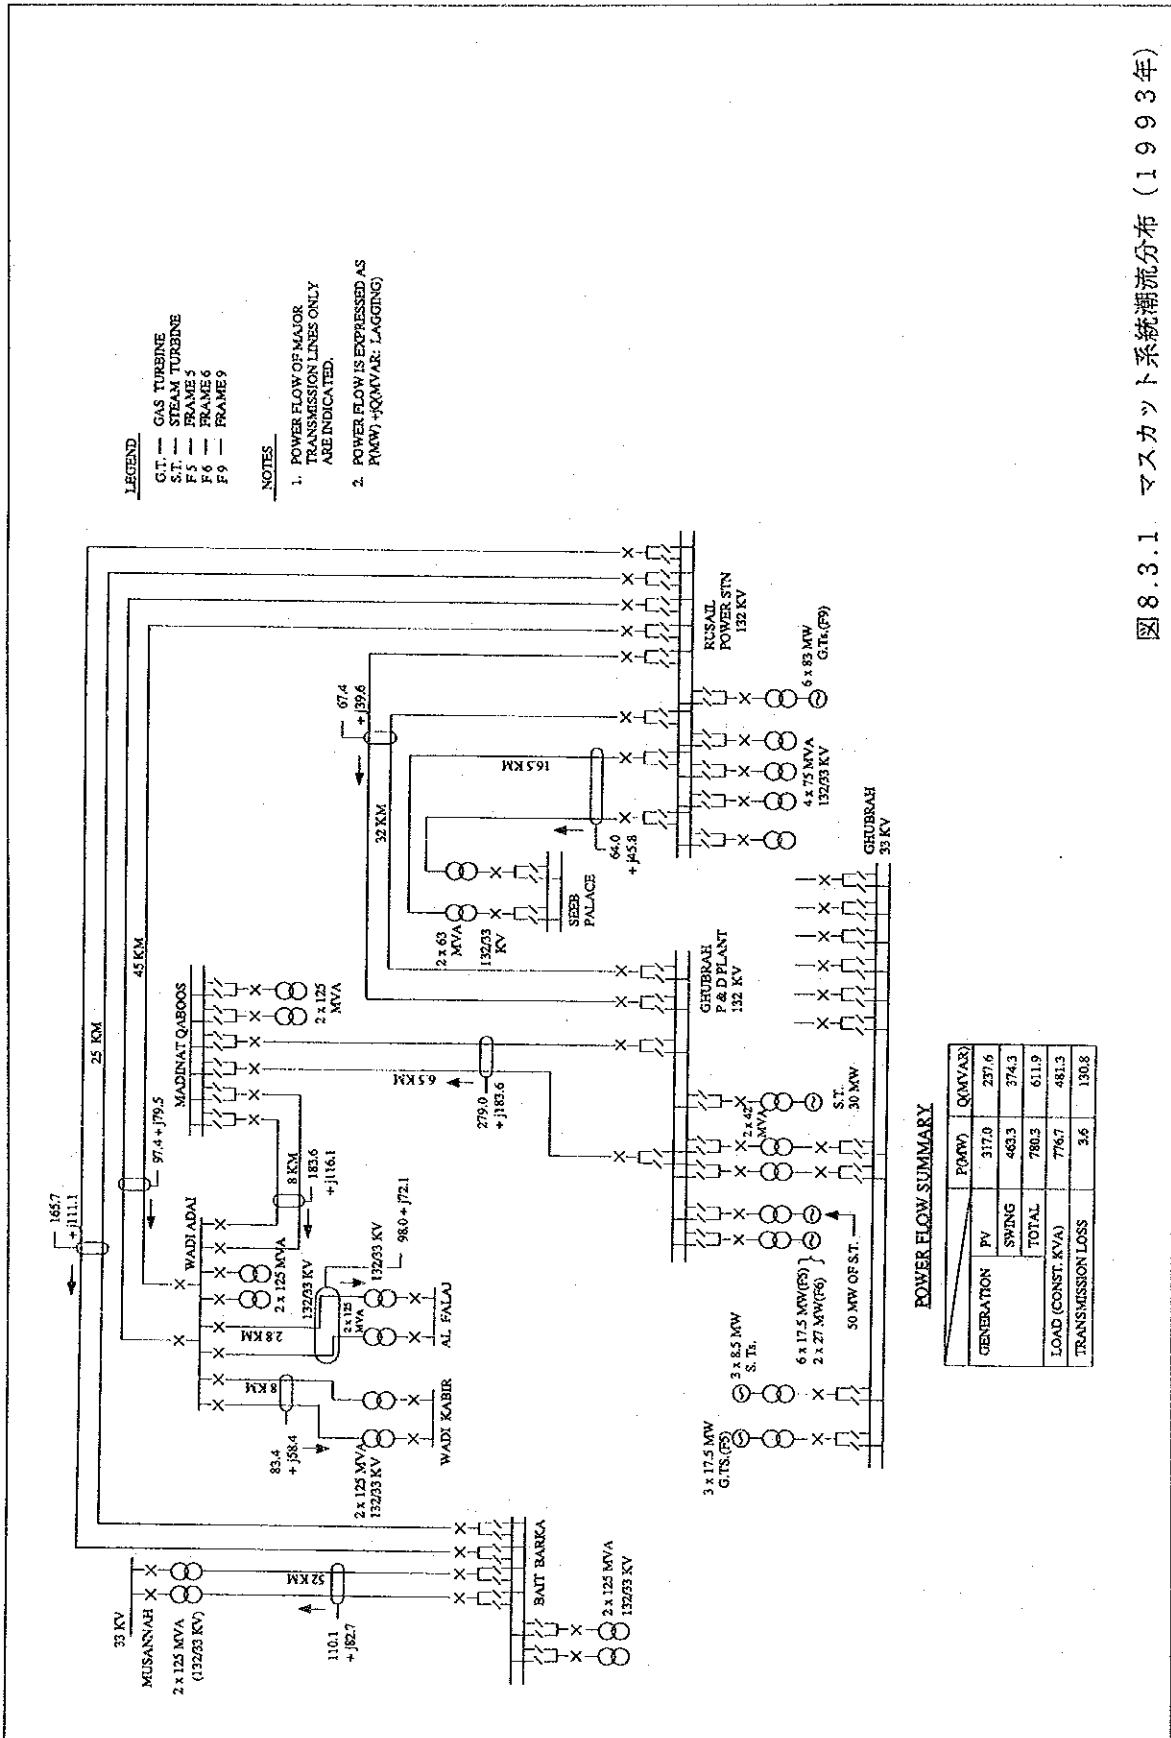 LEGEND
G.T. — GAS TURBINE
S.T. — STEAM TURBINE
F 5 — FRAME 5
F 6 — FRAME 6
F 9 — FRAME 9
NOTES
1. POWER FLOW OF MAJOR
TRANSMISSION LINES ONLY
ARE INDICATED.
2. POWER FLOW IS EXPRESSED AS
P(MW) +jQ(MVAR: LAGGING)
165.7
+ j111.1
25 KM
45 KM
97.4 + j79.5
67.4
+ j39.6
32 KM
16.5 KM
64.0
+ j45.8
RUSAIL
POWER STN
132 KV
6 x 83 MW
G.Ts.(F9)
4 x 75 MVA
132/33 KV
SEEB
PALACE
2 x 63
MVA
132/33
KV
MADINAT QABOOS
2 x 125
MVA
6.5 KM
279.0
+ j183.6
8 KM
183.6
+ j116.1
WADI ADAI
2 x 125 MVA
132/33 KV
2.8 KM
2 x 125
MVA
132/33 KV
98.0 + j72.1
AL FALAJ
8 KM
83.4
+ j58.4
2 x 125 MVA
132/33 KV
WADI KABIR
33 KV
MUSANNAH
2 x 125 MVA
(132/33 KV)
52 KM
110.1
+ j82.7
BAIT BARKA
2 x 125 MVA
132/33 KV
GHUBRAH
P & D PLANT
132 KV
2 x 42
MVA
S.T.
30 MW
6 x 17.5 MW(F5)
2 x 27 MW(F6)
50 MW OF S.T.
GHUBRAH
33 KV
3 x 8.5 MW
S. Ts.
3 x 17.5 MW
G.TS.(F5)
POWER FLOW SUMMARY
P(MW) Q(MVAR)
GENERATION PV 317.0 237.6
SWING 463.3 374.3
TOTAL 780.3 611.9
LOAD (CONST. KVA) 776.7 481.3
TRANSMISSION LOSS 3.6 130.8
図8.3.1 マスカット系統潮流分布(1993年)